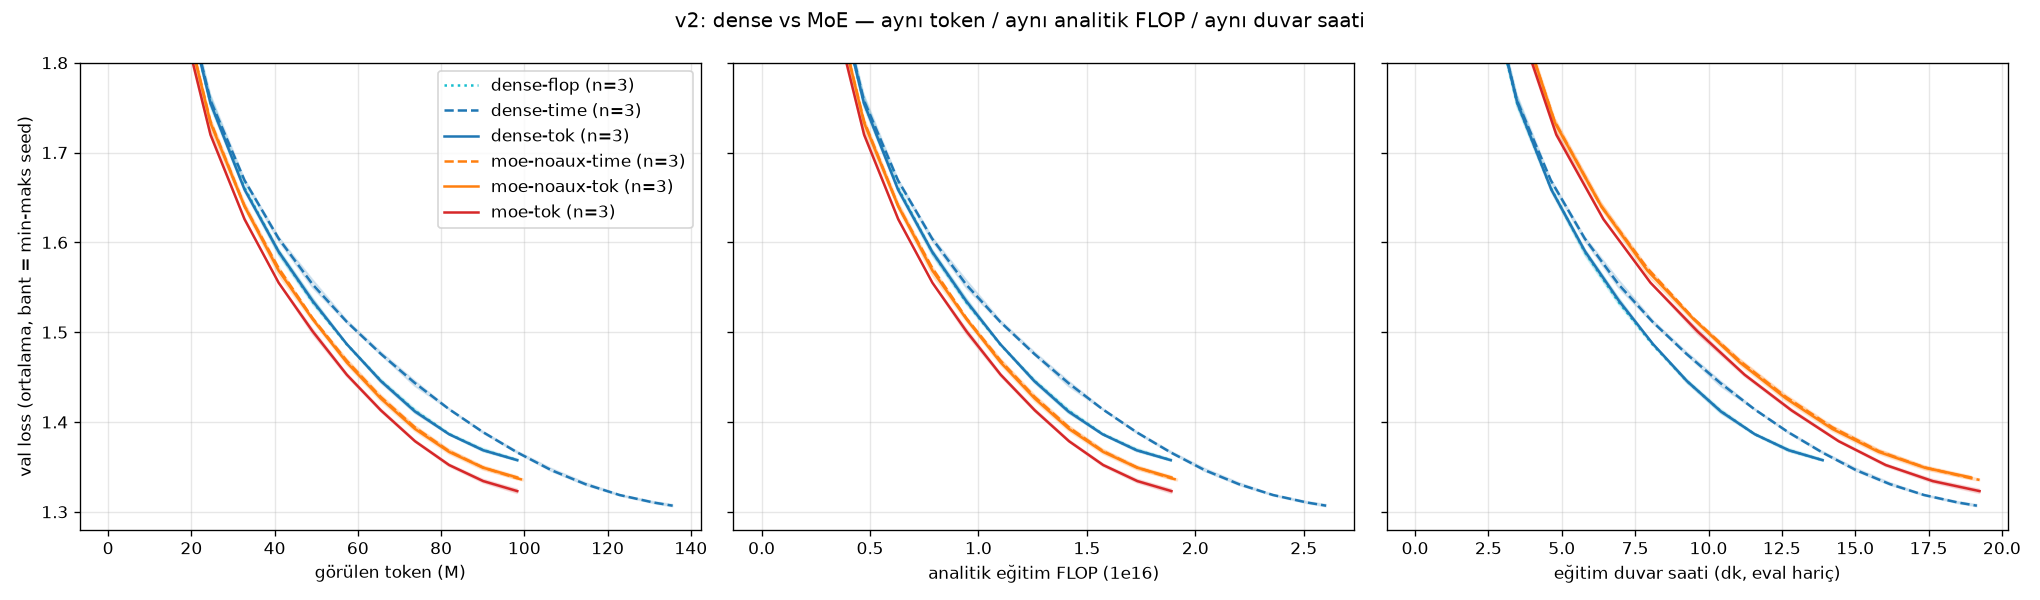 v2: dense vs MoE — aynı token / aynı analitik FLOP / aynı duvar saati
val loss (ortalama, bant = min-maks seed)
1.8
1.7
1.6
1.5
1.4
1.3
dense-flop (n=3)
dense-time (n=3)
dense-tok (n=3)
moe-noaux-time (n=3)
moe-noaux-tok (n=3)
moe-tok (n=3)
0 20 40 60 80 100 120 140
görülen token (M)
0.0 0.5 1.0 1.5 2.0 2.5
analitik eğitim FLOP (1e16)
0.0 2.5 5.0 7.5 10.0 12.5 15.0 17.5 20.0
eğitim duvar saati (dk, eval hariç)